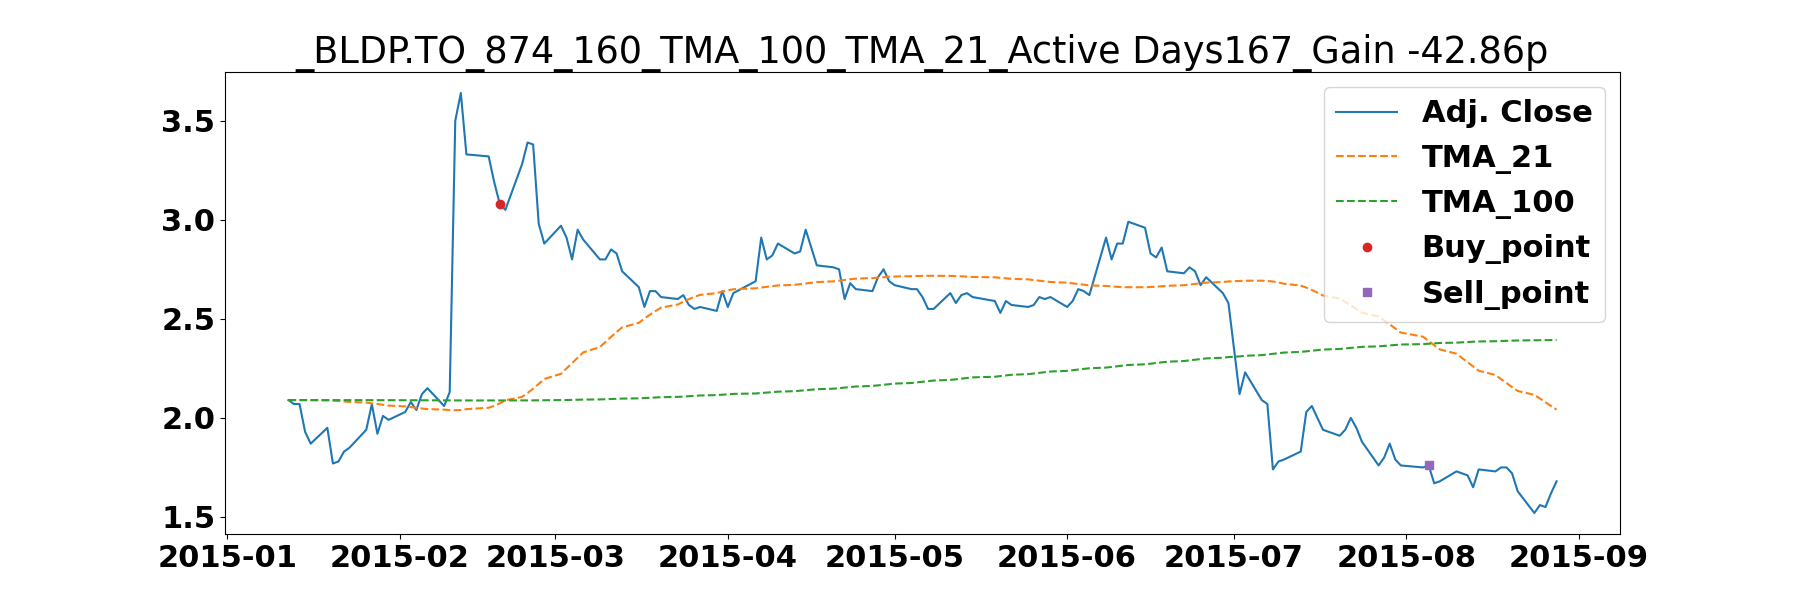 _BLDP.TO_874_160_TMA_100_TMA_21_Active Days167_Gain -42.86p
3.5
3.0
2.5
2.0
1.5
Adj. Close
TMA_21
TMA_100
Buy_point
Sell_point
2015-01 2015-02 2015-03 2015-04 2015-05 2015-06 2015-07 2015-08 2015-09